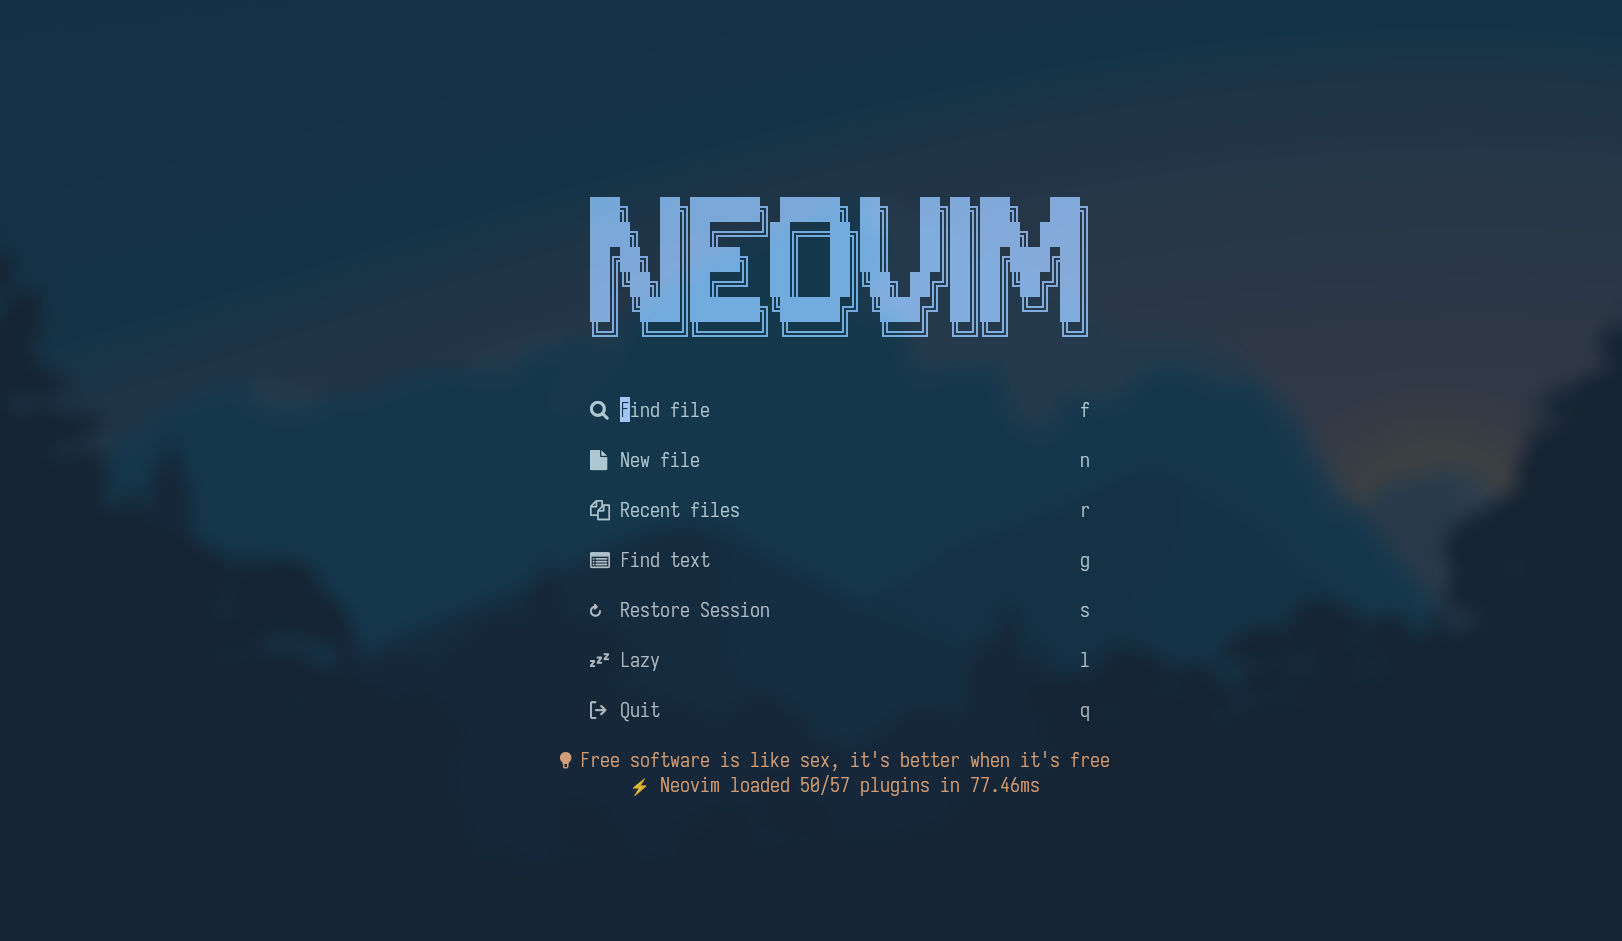 NEOVIM
Find file f
New file n
Recent files r
Find text g
Restore Session s
Lazy l
Quit q
Free software is like sex, it's better when it's free
⚡ Neovim loaded 50/57 plugins in 77.46ms